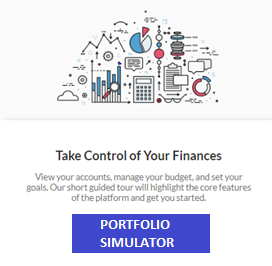 Take Control of Your Finances
View your accounts, manage your budget, and set your
goals. Our short guided tour will highlight the core features
of the platform and get you started.
PORTFOLIO
SIMULATOR